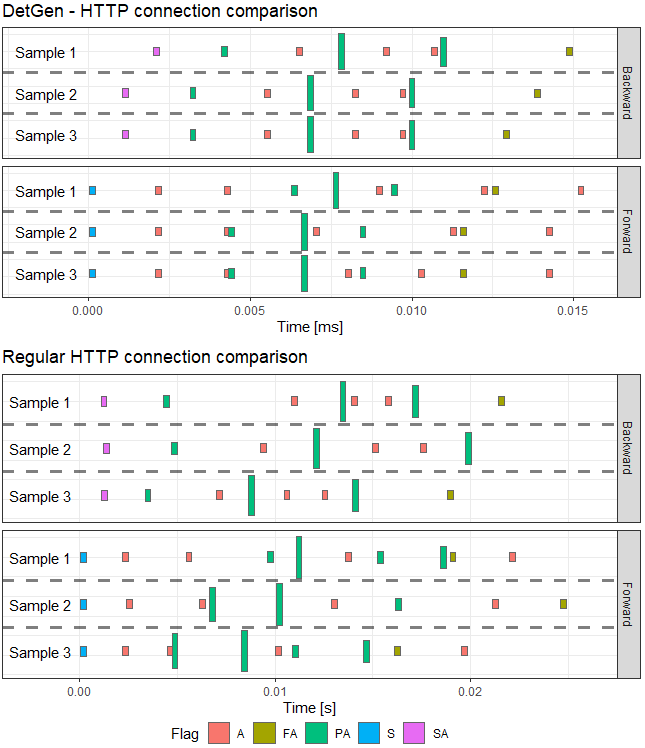 DetGen - HTTP connection comparison
Sample 1
Sample 2
Sample 3
Backward
Sample 1
Sample 2
Sample 3
Forward
0.000 0.005 0.010 0.015
Time [ms]
Regular HTTP connection comparison
Sample 1
Sample 2
Sample 3
Backward
Sample 1
Sample 2
Sample 3
Forward
0.00 0.01 0.02
Time [s]
Flag A FA PA S SA